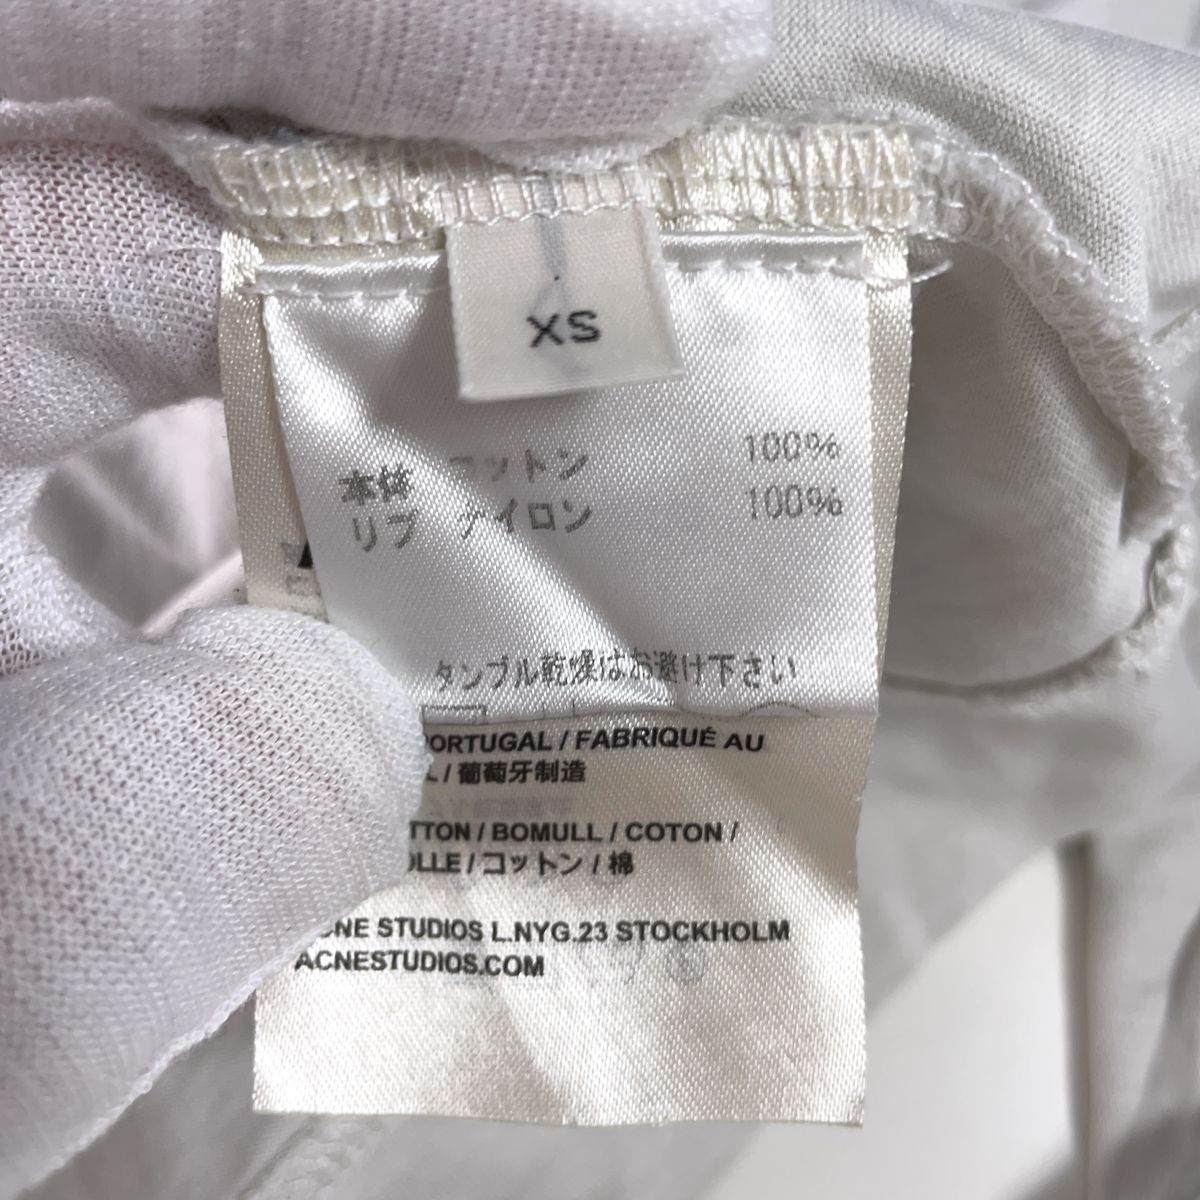 XS
本体 コットン 100%
リブ ナイロン 100%
タンブル乾燥はお避け下さい
PORTUGAL / FABRIQUÉ AU
L / 葡萄牙制造
TTON / BOMULL / COTON /
OLLE / コットン / 棉
CNE STUDIOS L.NYG.23 STOCKHOLM
ACNESTUDIOS.COM